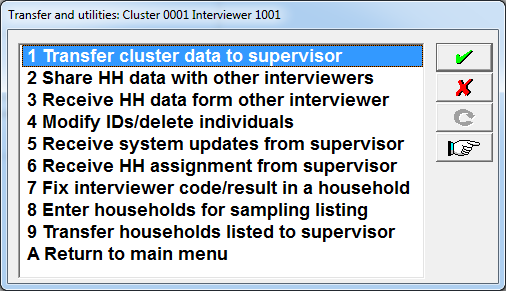 Transfer and utilities: Cluster 0001 Interviewer 1001
1 Transfer cluster data to supervisor
2 Share HH data with other interviewers
3 Receive HH data form other interviewer
4 Modify IDs/delete individuals
5 Receive system updates from supervisor
6 Receive HH assignment from supervisor
7 Fix interviewer code/result in a household
8 Enter households for sampling listing
9 Transfer households listed to supervisor
A Return to main menu